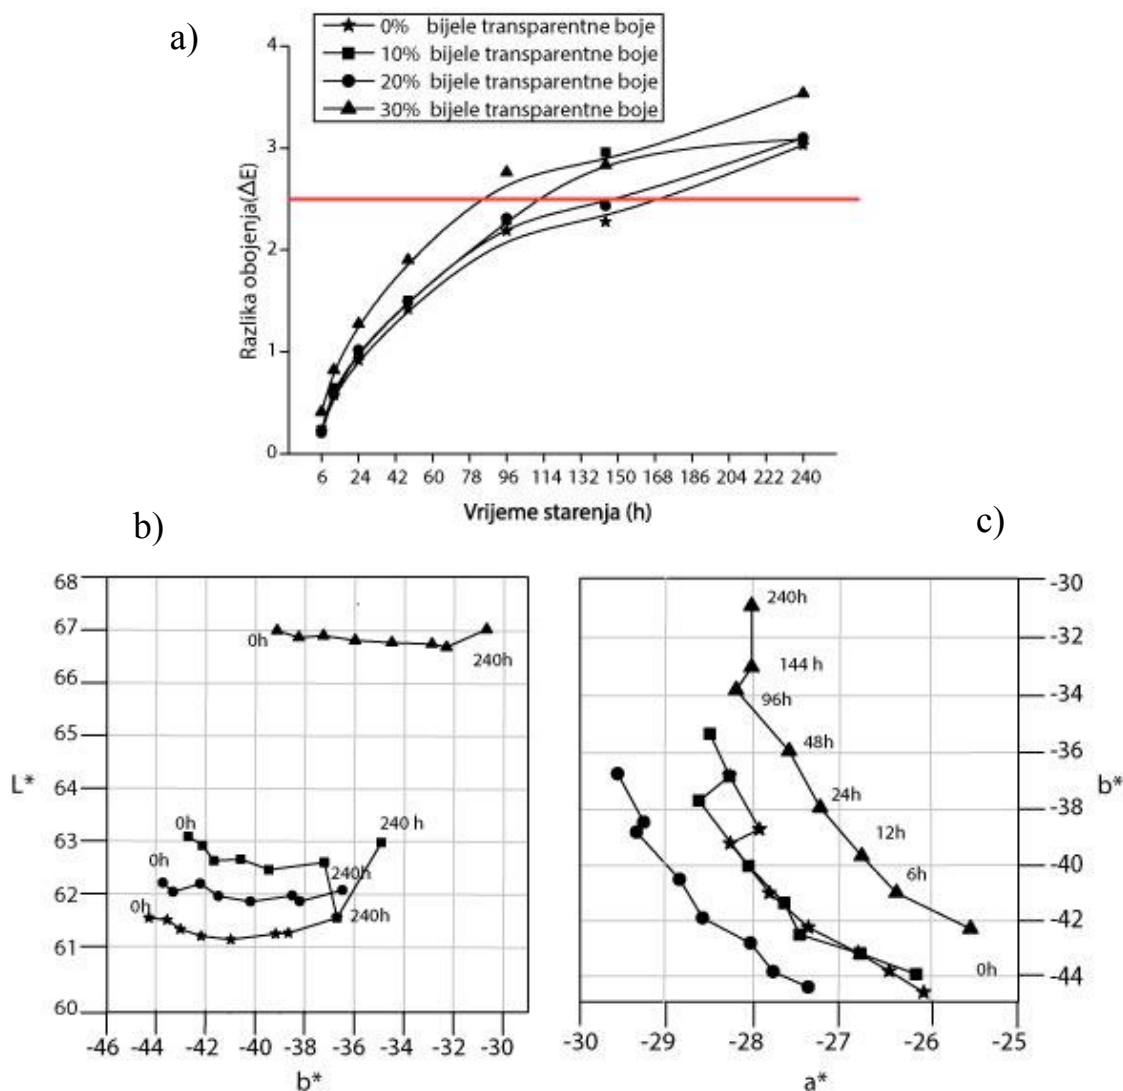 a)
0% bijele transparentne boje
10% bijele transparentne boje
20% bijele transparentne boje
30% bijele transparentne boje
4
3
2
1
0
Razlika obojenja(ΔE)
6 24 42 60 78 96 114 132 150 168 186 204 222 240
Vrijeme starenja (h)
b)
68
67
66
65
64
63
62
61
60
L*
0h
240h
0h
240 h
0h
240h
0h
240h
-46 -44 -42 -40 -38 -36 -34 -32 -30
b*
c)
240h
144 h
96h
48h
24h
12h
6h
0h
-30
-32
-34
-36
-38
-40
-42
-44
b*
-30 -29 -28 -27 -26 -25
a*